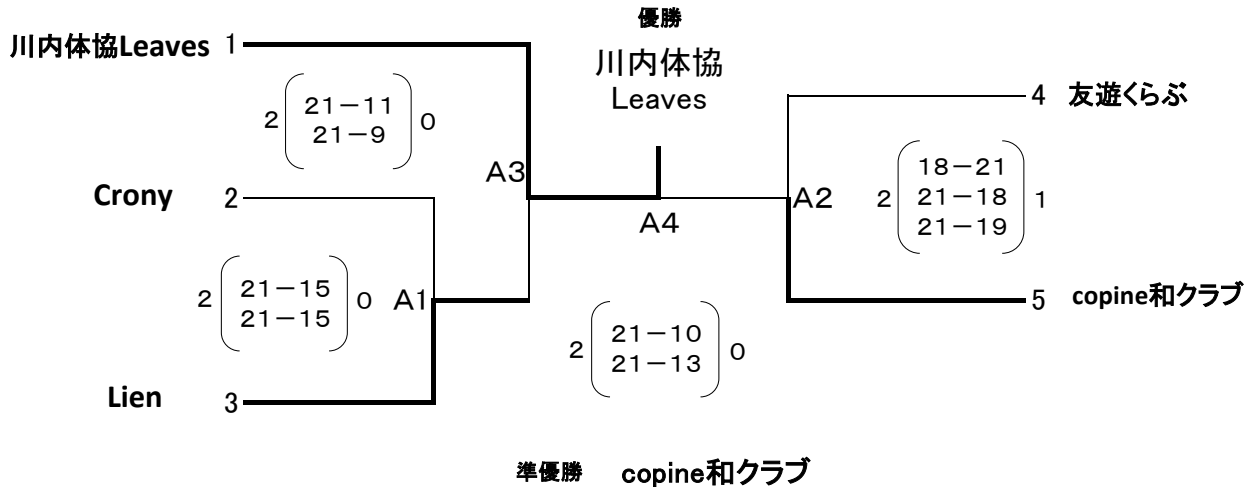 優勝
川内体協
Leaves
川内体協Leaves 1
2 21－11 0
21－9
4 友遊くらぶ
A3
Crony 2
A2
2 18－21 1
21－18
21－19
A4
2 21－15 0
21－15
A1
5 copine和クラブ
2 21－10 0
21－13
Lien 3
準優勝 copine和クラブ